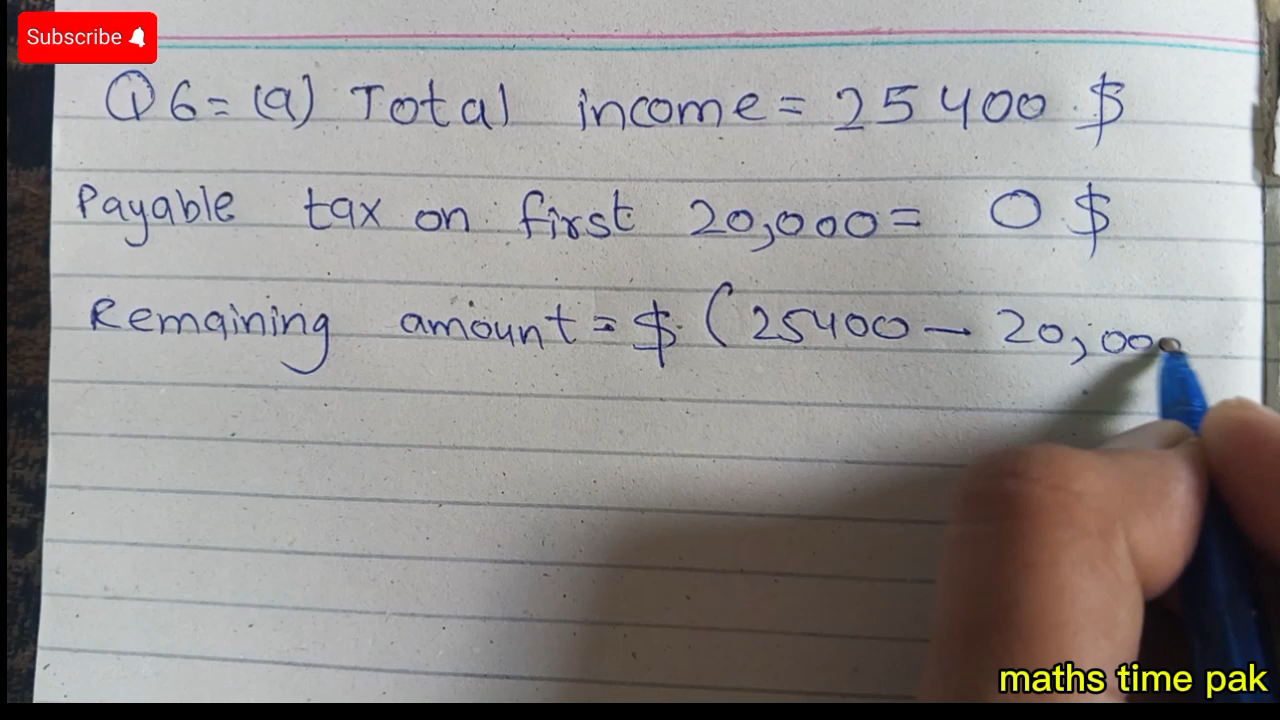 Subscribe
Q6=(a) Total income = 25400 $
Payable tax on first 20,000 = 0 $
Remaining amount = $ (25400 - 20,000
maths time pak